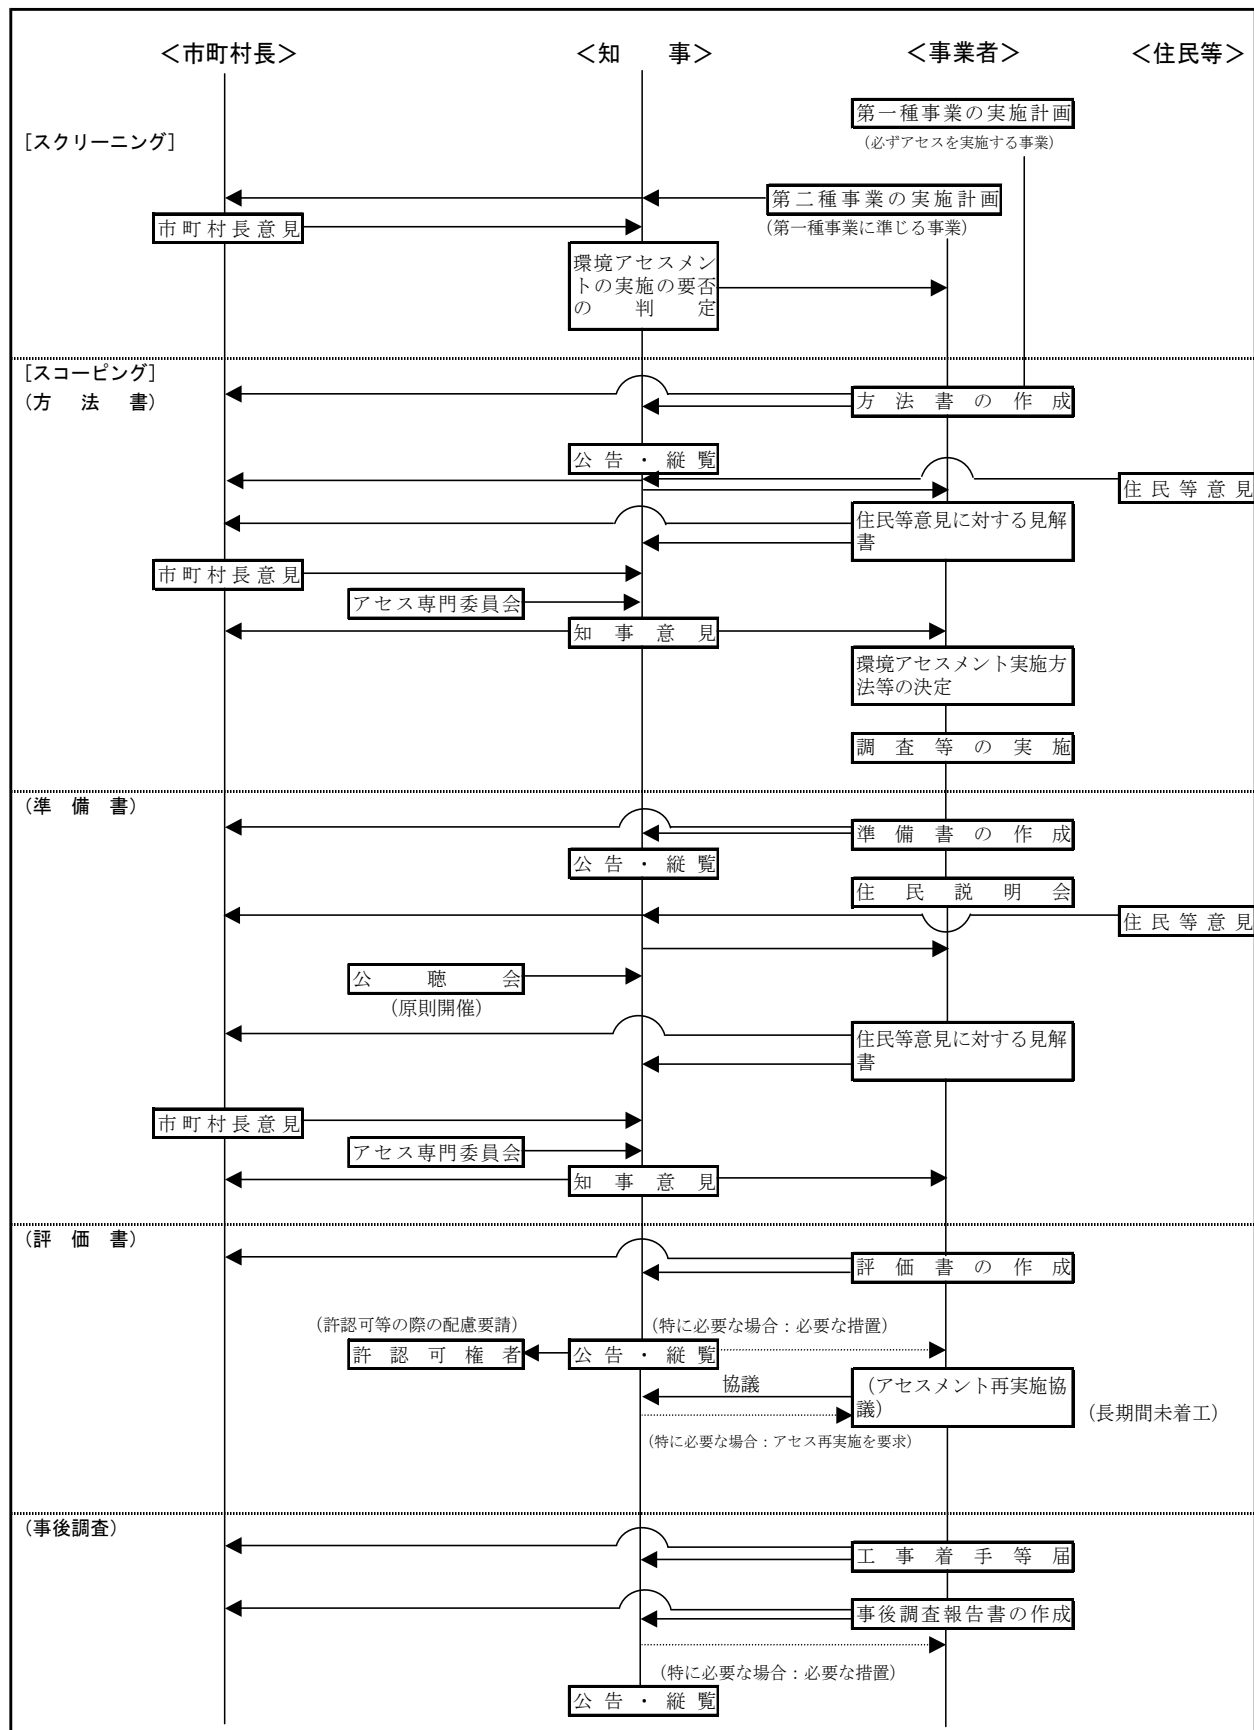 ＜市町村長＞
＜知　　事＞
＜事業者＞
＜住民等＞
第一種事業の実施計画
（必ずアセスを実施する事業）
［スクリーニング］
第二種事業の実施計画
（第一種事業に準じる事業）
市町村長意見
環境アセスメン
トの実施の要否
の判定
［スコーピング］
（方　法　書）
方法書の作成
公告・縦覧
住民等意見
住民等意見に対する見解
書
市町村長意見
アセス専門委員会
知事意見
環境アセスメント実施方
法等の決定
調査等の実施
（準　備　書）
準備書の作成
公告・縦覧
住民説明会
住民等意見
公聴会
（原則開催）
住民等意見に対する見解
書
市町村長意見
アセス専門委員会
知事意見
（評　価　書）
評価書の作成
（許認可等の際の配慮要請）
（特に必要な場合：必要な措置）
許認可権者
公告・縦覧
協議
（アセスメント再実施協
議）
（長期間未着工）
（特に必要な場合：アセス再実施を要求）
（事後調査）
工事着手等届
事後調査報告書の作成
（特に必要な場合：必要な措置）
公告・縦覧